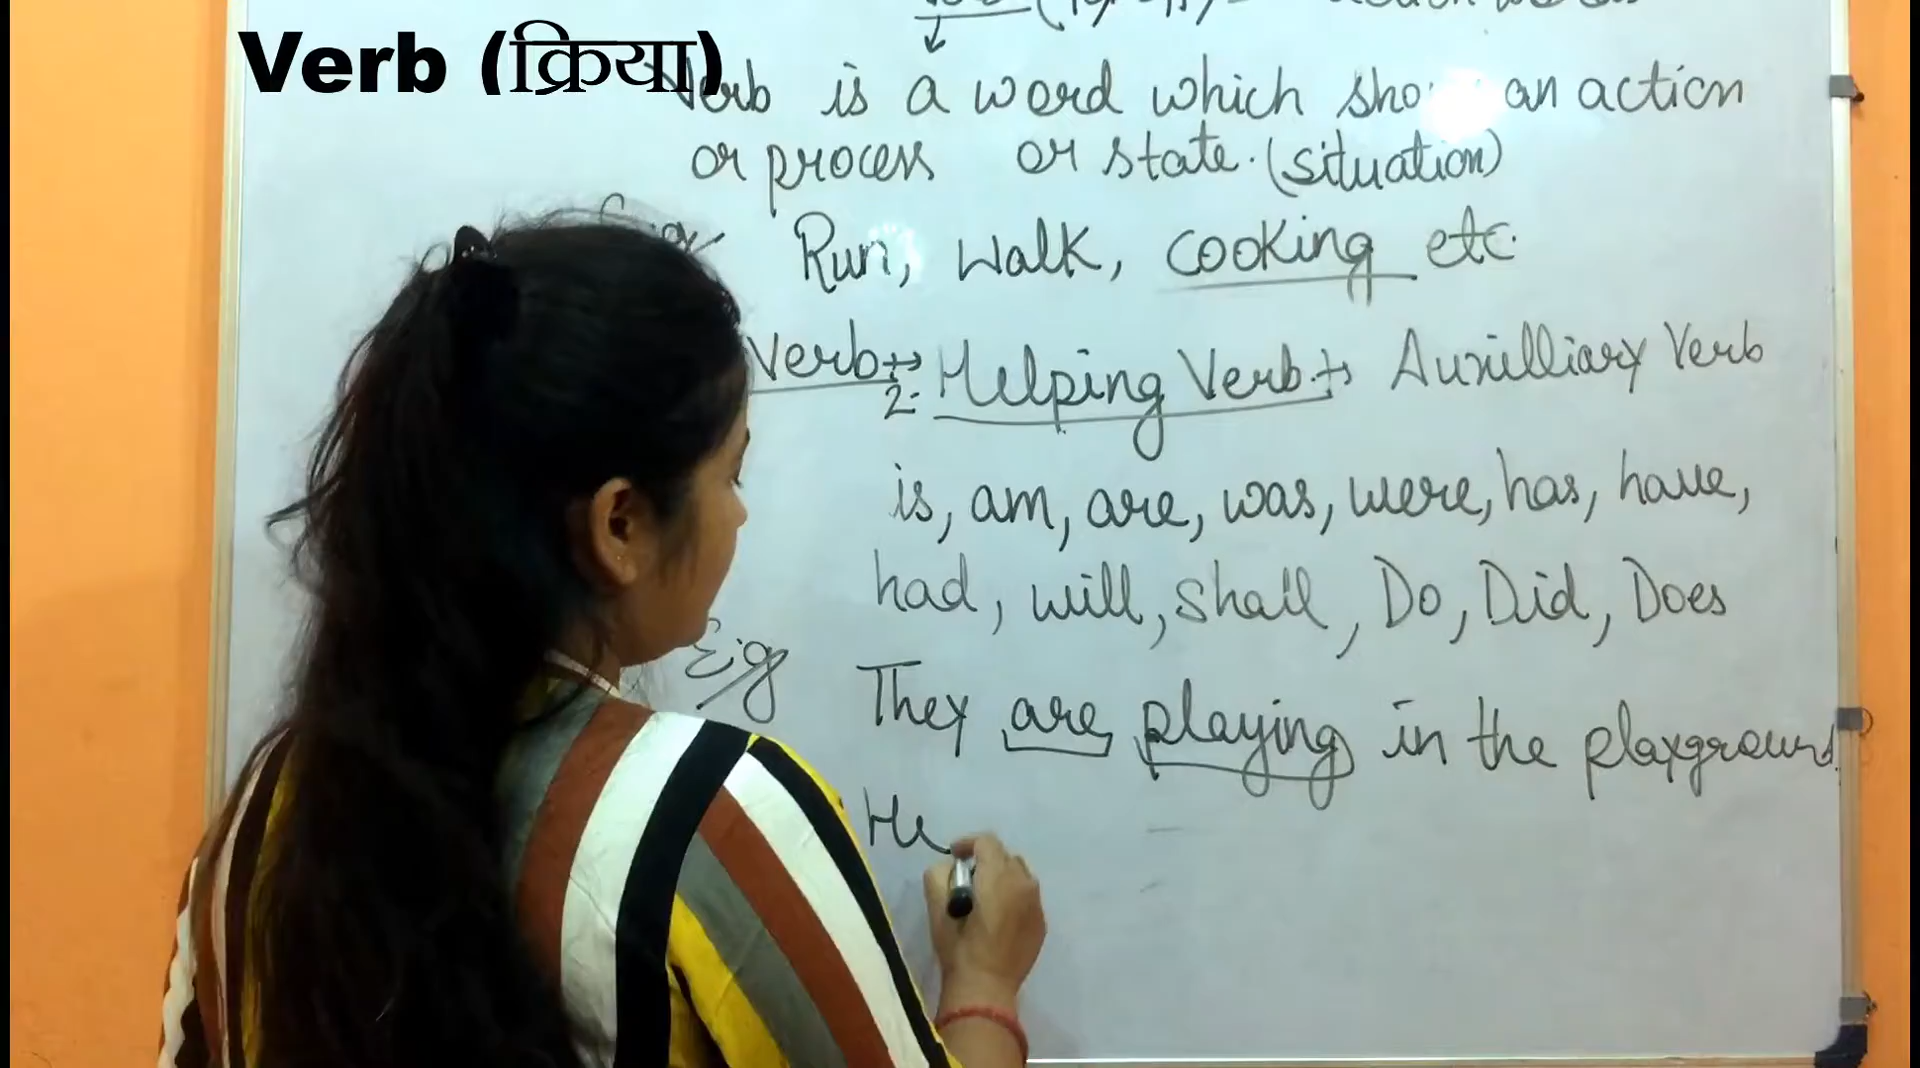 Verb (क्रिया)
Verb is a word which sho an action
or process or state. (situation)
Run, Walk, cooking etc.
Verb →
2. Helping Verb. → Auxilliary Verb
is, am, are, was, were, has, have,
had, will, shall, Do, Did, Does
E.g They are playing in the playground
He